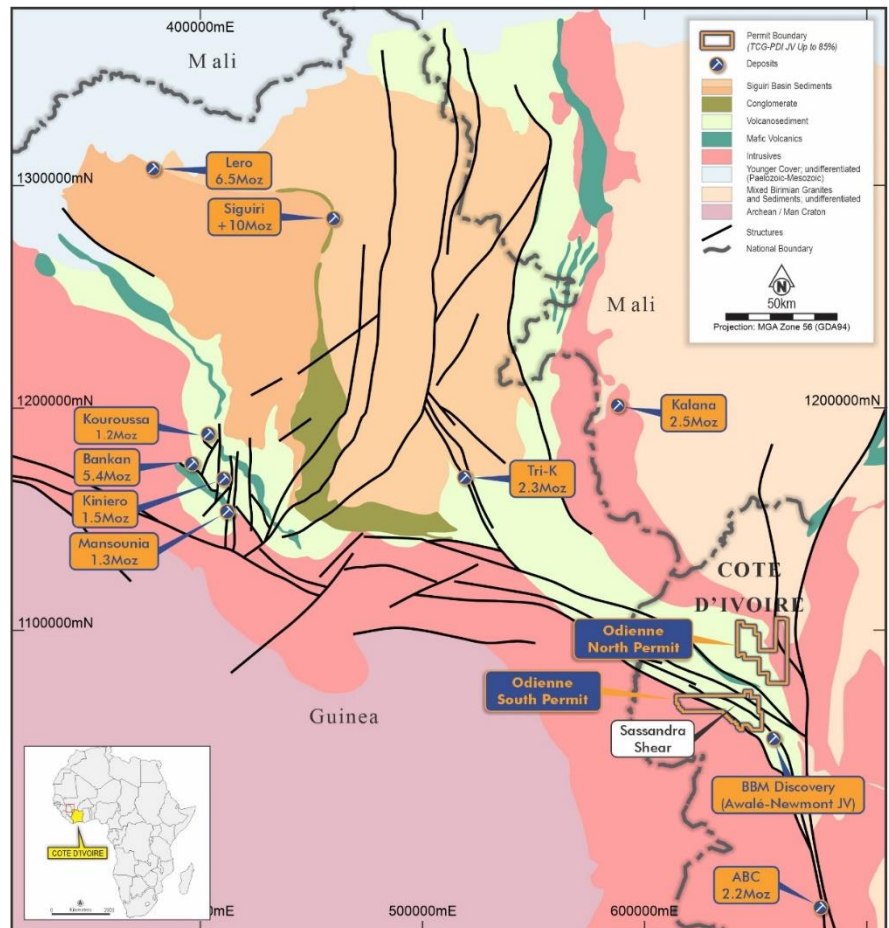 400000mE
Mali
Permit Boundary
(TCG-PDI JV Up to 85%)
Deposits
Siguiri Basin Sediments
Conglomerate
Volcanosediment
Mafic Volcanics
Intrusives
Younger Cover; undifferentiated
(Paelozoic-Mesozoic)
Mixed Birimian Granites
and Sediments; undifferentiated
Archean / Man Craton
Structures
National Boundary
N
50km
Projection: MGA Zone 56 (GDA94)
Lero
6.5Moz
1300000mN
Siguiri
+10Moz
Mali
1200000mN
1200000mN
Kalana
2.5Moz
Kouroussa
1.2Moz
Bankan
5.4Moz
Kiniero
1.5Moz
Mansounia
1.3Moz
Tri-K
2.3Moz
COTE
D'IVOIRE
1100000mN
Odienne
North Permit
Odienne
South Permit
Guinea
Sassandra
Shear
BBM Discovery
(Awalé-Newmont JV)
COTE D'IVOIRE
ABC
2.2Moz
mE
500000mE
600000mE